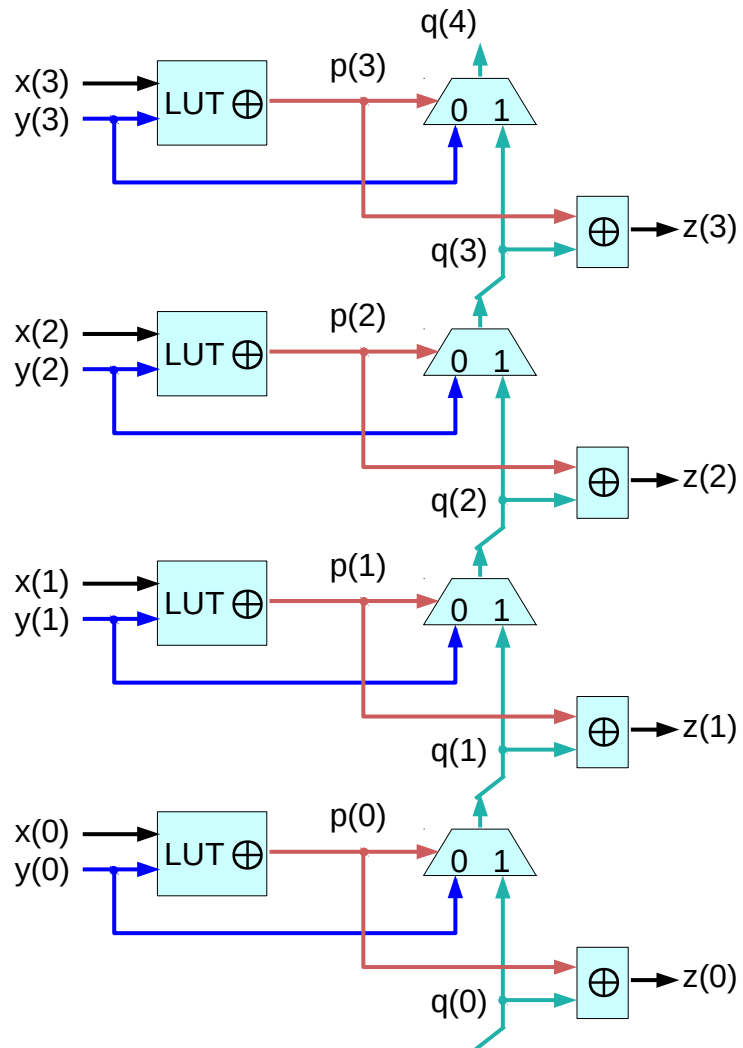 q(4)
x(3)
p(3)
LUT ⊕
0 1
y(3)
⊕
z(3)
q(3)
x(2)
p(2)
LUT ⊕
0 1
y(2)
⊕
z(2)
q(2)
x(1)
p(1)
LUT ⊕
0 1
y(1)
⊕
z(1)
q(1)
x(0)
p(0)
LUT ⊕
0 1
y(0)
⊕
z(0)
q(0)